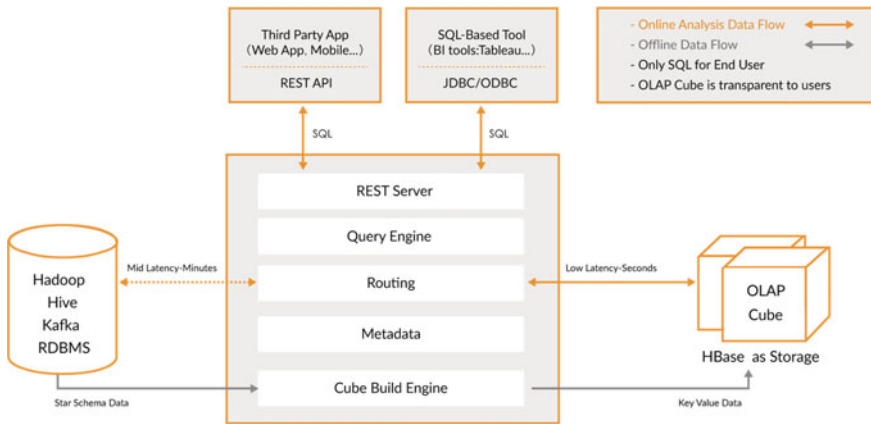 Third Party App
(Web App, Mobile...)
REST API
SQL-Based Tool
(BI tools:Tableau...)
JDBC/ODBC
- Online Analysis Data Flow
- Offline Data Flow
- Only SQL for End User
- OLAP Cube is transparent to users
SQL
SQL
REST Server
Query Engine
Routing
Metadata
Cube Build Engine
Hadoop
Hive
Kafka
RDBMS
Mid Latency-Minutes
Low Latency-Seconds
OLAP
Cube
HBase as Storage
Star Schema Data
Key Value Data